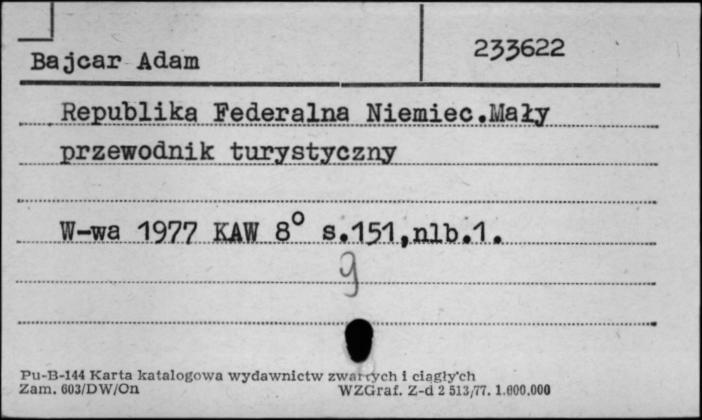 Bajcar Adam
233622
Republika Federalna Niemiec.Mały
przewodnik turystyczny
W-wa 1977 KAW 8° s.151,nlb.1.
9
Pu-B-144 Karta katalogowa wydawnictw zwartych i ciągłych
Zam. 603/DW/On
WZGraf. Z-d 2 513/77. 1.000.000